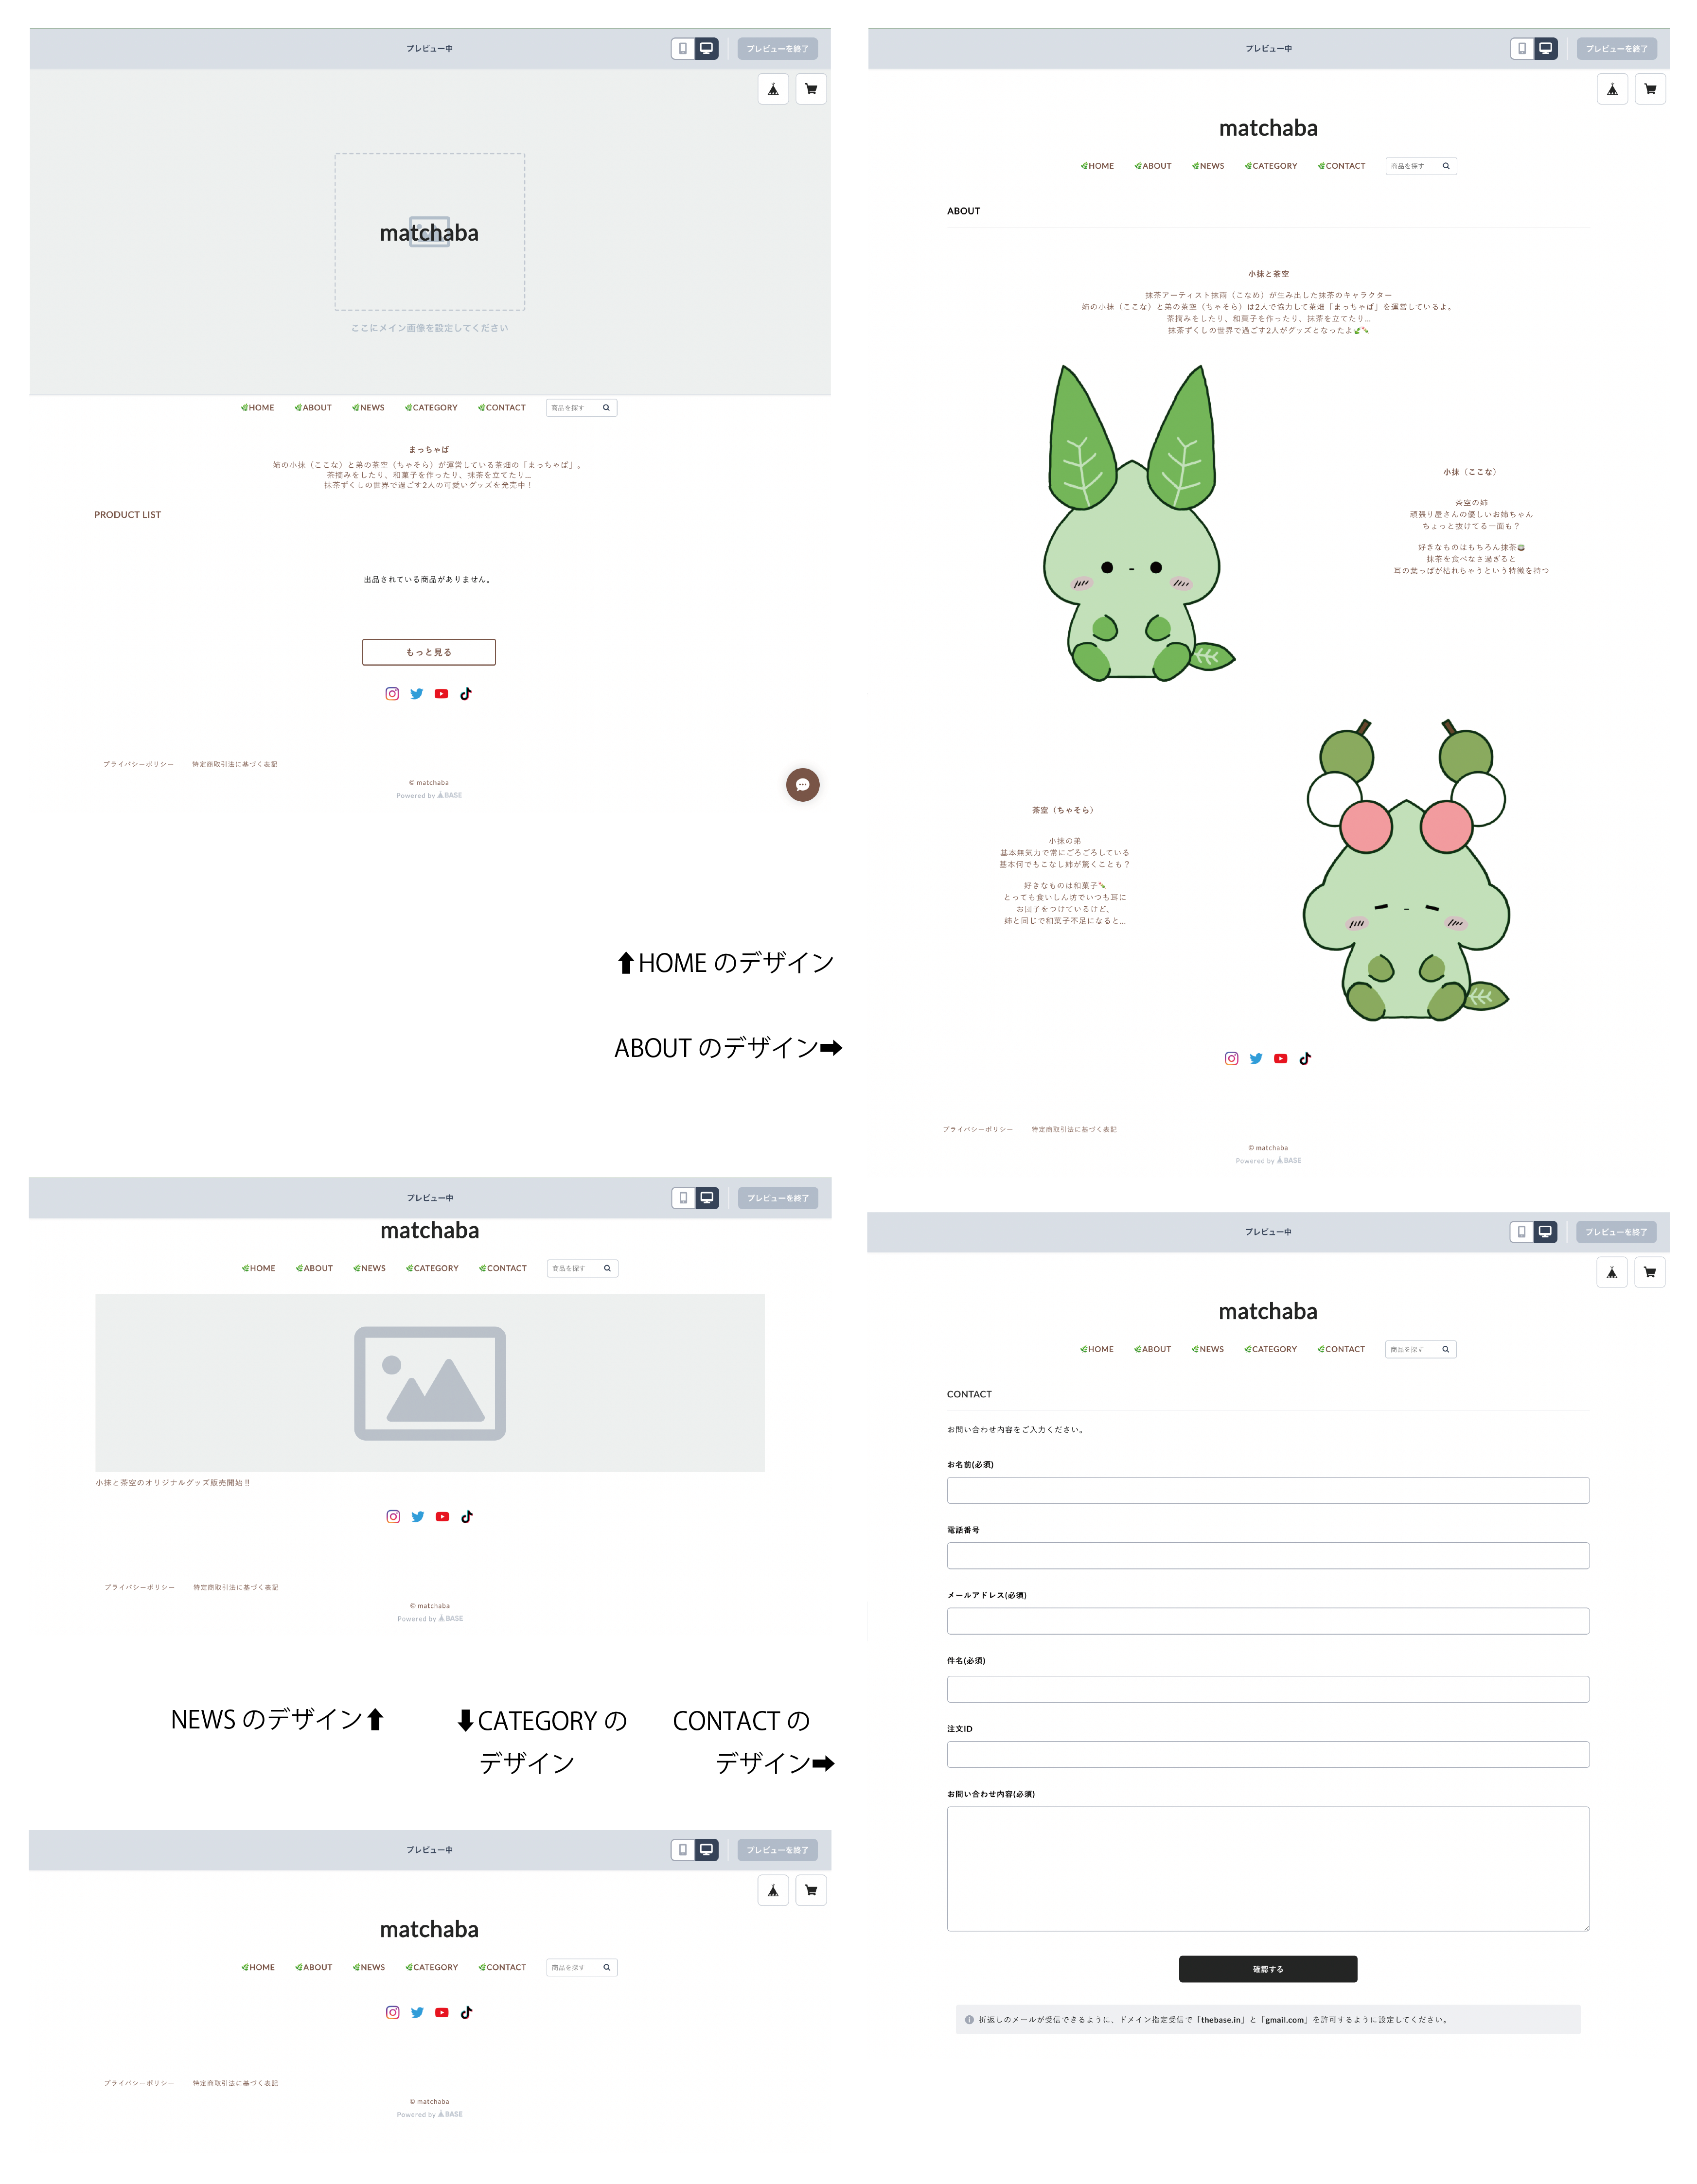 プレビュー中
プレビューを終了
matchaba
ここにメイン画像を設定してください
HOME ABOUT NEWS CATEGORY CONTACT 商品を探す
まっちゃば
姉の小抹（ここな）と弟の茶空（ちゃそら）が運営している茶畑の『まっちゃば」。
茶摘みをしたり、和菓子を作ったり、抹茶を立てたり...
抹茶ずくしの世界で過ごす2人の可愛いグッズを発売中！
PRODUCT LIST
出品されている商品がありません。
もっと見る
プライバシーポリシー 特定商取引法に基づく表記
© matchaba
Powered by BASE
⬆HOME のデザイン
ABOUT のデザイン➡
プレビュー中
プレビューを終了
matchaba
HOME ABOUT NEWS CATEGORY CONTACT 商品を探す
ABOUT
小抹と茶空
抹茶アーティスト抹雨（こなめ）が生み出した抹茶のキャラクター
姉の小抹（ここな）と弟の茶空（ちゃそら）は2人で協力して茶畑「まっちゃば」を運営しているよ。
茶摘みをしたり、和菓子を作ったり、抹茶を立てたり...
抹茶ずくしの世界で過ごす2人がグッズとなったよ🌿🍡
小抹（ここな）
茶空の姉
頑張り屋さんの優しいお姉ちゃん
ちょっと抜けてる一面も？
好きなものはもちろん抹茶🍵
抹茶を食べなさ過ぎると
耳の葉っぱが枯れちゃうという特徴を持つ
茶空（ちゃそら）
小抹の弟
基本無気力で常にごろごろしている
基本何でもこなし姉が驚くことも？
好きなものは和菓子🍡
とっても食いしん坊でいつも耳に
お団子をつけているけど、
姉と同じで和菓子不足になると...
プライバシーポリシー 特定商取引法に基づく表記
© matchaba
Powered by BASE
プレビュー中
プレビューを終了
matchaba
HOME ABOUT NEWS CATEGORY CONTACT 商品を探す
小抹と茶空のオリジナルグッズ販売開始‼
プライバシーポリシー 特定商取引法に基づく表記
© matchaba
Powered by BASE
NEWS のデザイン⬆
⬇CATEGORY の
デザイン
CONTACT の
デザイン➡
プレビュー中
プレビューを終了
matchaba
HOME ABOUT NEWS CATEGORY CONTACT 商品を探す
プライバシーポリシー 特定商取引法に基づく表記
© matchaba
Powered by BASE
プレビュー中
プレビューを終了
matchaba
HOME ABOUT NEWS CATEGORY CONTACT 商品を探す
CONTACT
お問い合わせ内容をご入力ください。
お名前(必須)
電話番号
メールアドレス(必須)
件名(必須)
注文ID
お問い合わせ内容(必須)
確認する
折返しのメールが受信できるように、ドメイン指定受信で「thebase.in」と「gmail.com」を許可するように設定してください。